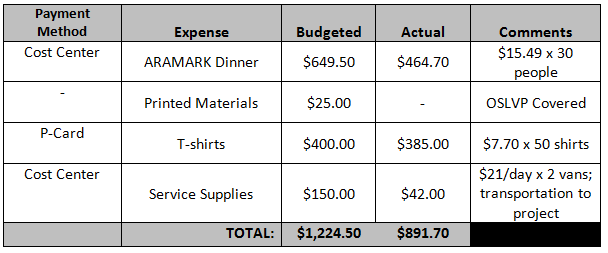 Payment
Method Expense Budgeted Actual Comments
Cost Center ARAMARK Dinner $649.50 $464.70 $15.49 x 30
people
- Printed Materials $25.00 - OSLVP Covered
P-Card T-shirts $400.00 $385.00 $7.70 x 50 shirts
Cost Center Service Supplies $150.00 $42.00 $21/day x 2 vans;
transportation to
project
TOTAL: $1,224.50 $891.70